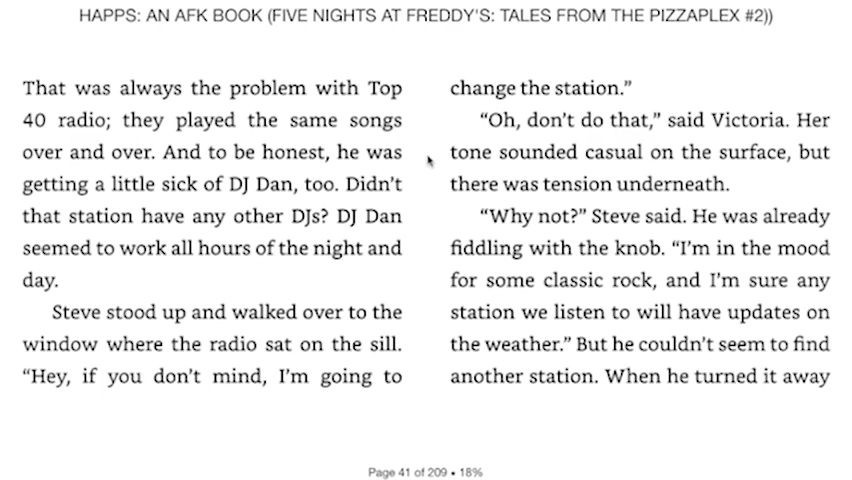 HAPPS: AN AFK BOOK (FIVE NIGHTS AT FREDDY'S: TALES FROM THE PIZZAPLEX #2))
That was always the problem with Top
40 radio; they played the same songs
over and over. And to be honest, he was
getting a little sick of DJ Dan, too. Didn’t
that station have any other DJs? DJ Dan
seemed to work all hours of the night and
day.
Steve stood up and walked over to the
window where the radio sat on the sill.
“Hey, if you don’t mind, I’m going to
change the station.”
“Oh, don’t do that,” said Victoria. Her
tone sounded casual on the surface, but
there was tension underneath.
“Why not?” Steve said. He was already
fiddling with the knob. “I’m in the mood
for some classic rock, and I’m sure any
station we listen to will have updates on
the weather.” But he couldn’t seem to find
another station. When he turned it away
Page 41 of 209 • 18%